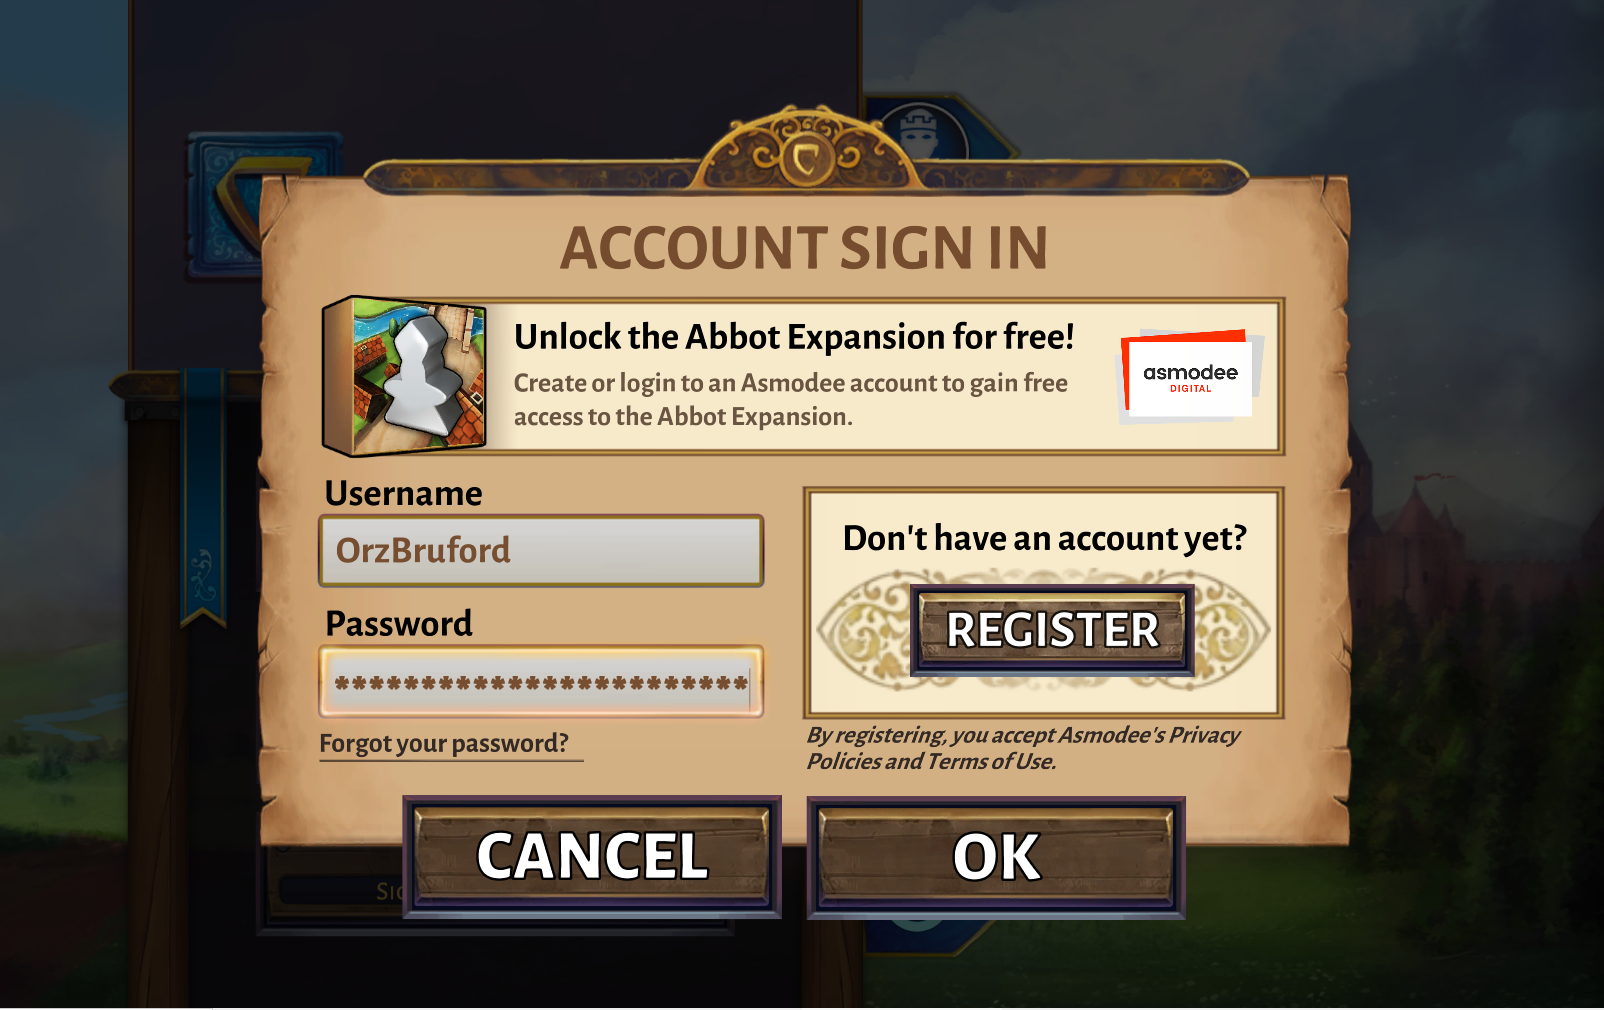 ACCOUNT SIGN IN
Unlock the Abbot Expansion for free!
Create or login to an Asmodee account to gain free
access to the Abbot Expansion.
asmodee
DIGITAL
Username
OrzBruford
Password
************************
Forgot your password?
Don't have an account yet?
REGISTER
By registering, you accept Asmodee's Privacy
Policies and Terms of Use.
CANCEL
OK